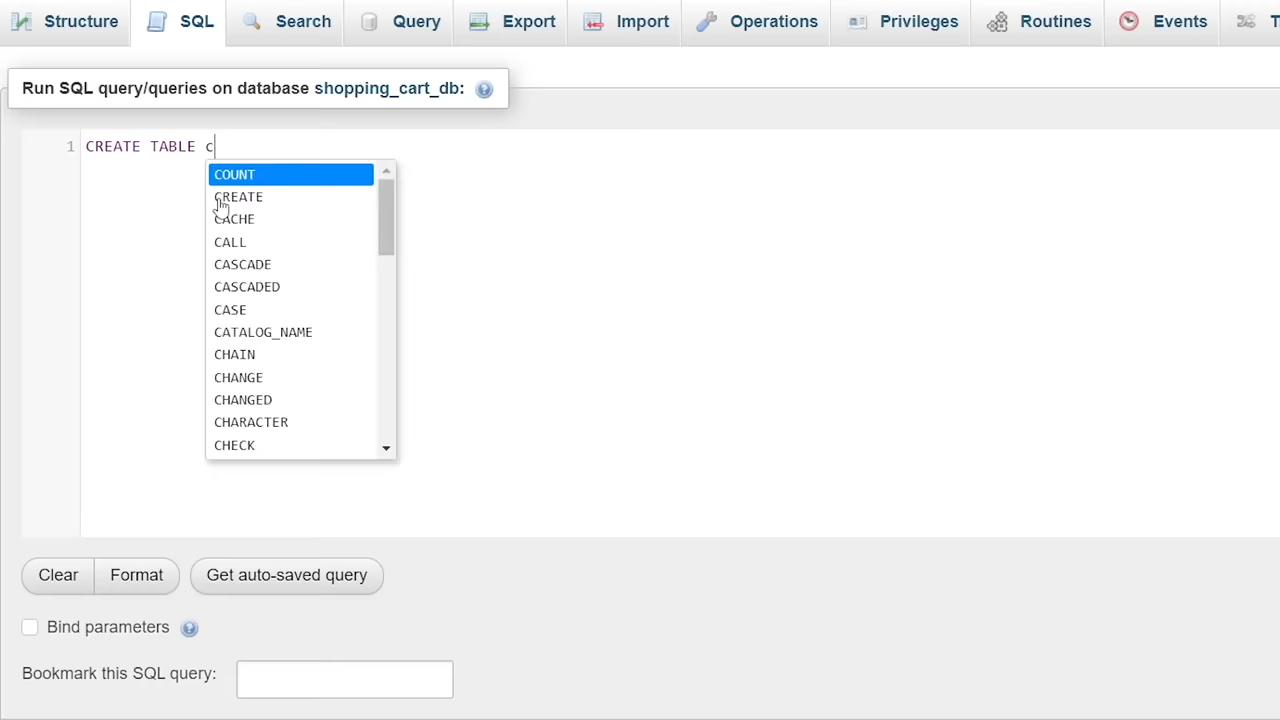 Structure SQL Search Query Export Import Operations Privileges Routines Events T
Run SQL query/queries on database shopping_cart_db:
1 CREATE TABLE c
COUNT
CREATE
CACHE
CALL
CASCADE
CASCADED
CASE
CATALOG_NAME
CHAIN
CHANGE
CHANGED
CHARACTER
CHECK
Clear Format Get auto-saved query
Bind parameters
Bookmark this SQL query: